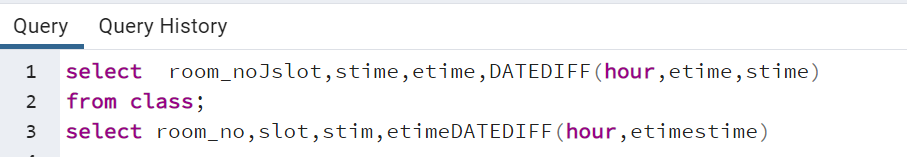 Query Query History
1 select  room_noJslot,stime,etime,DATEDIFF(hour,etime,stime)
2 from class;
3 select room_no,slot,stim,etimeDATEDIFF(hour,etimestime)